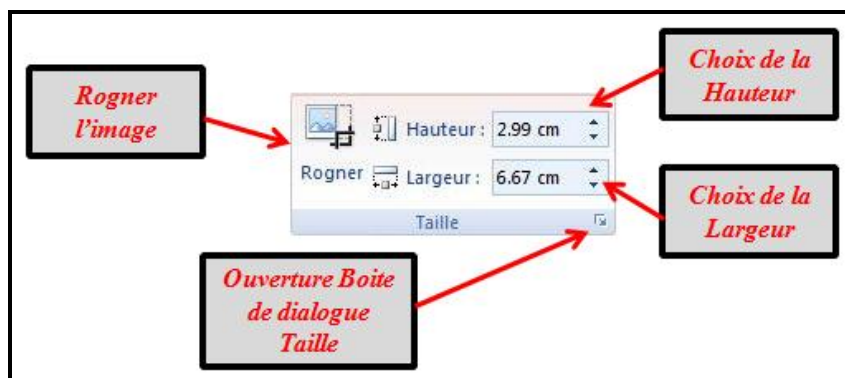 Rogner
l'image
Choix de la
Hauteur
Hauteur : 2.99 cm
Rogner
Largeur : 6.67 cm
Taille
Choix de la
Largeur
Ouverture Boite
de dialogue
Taille